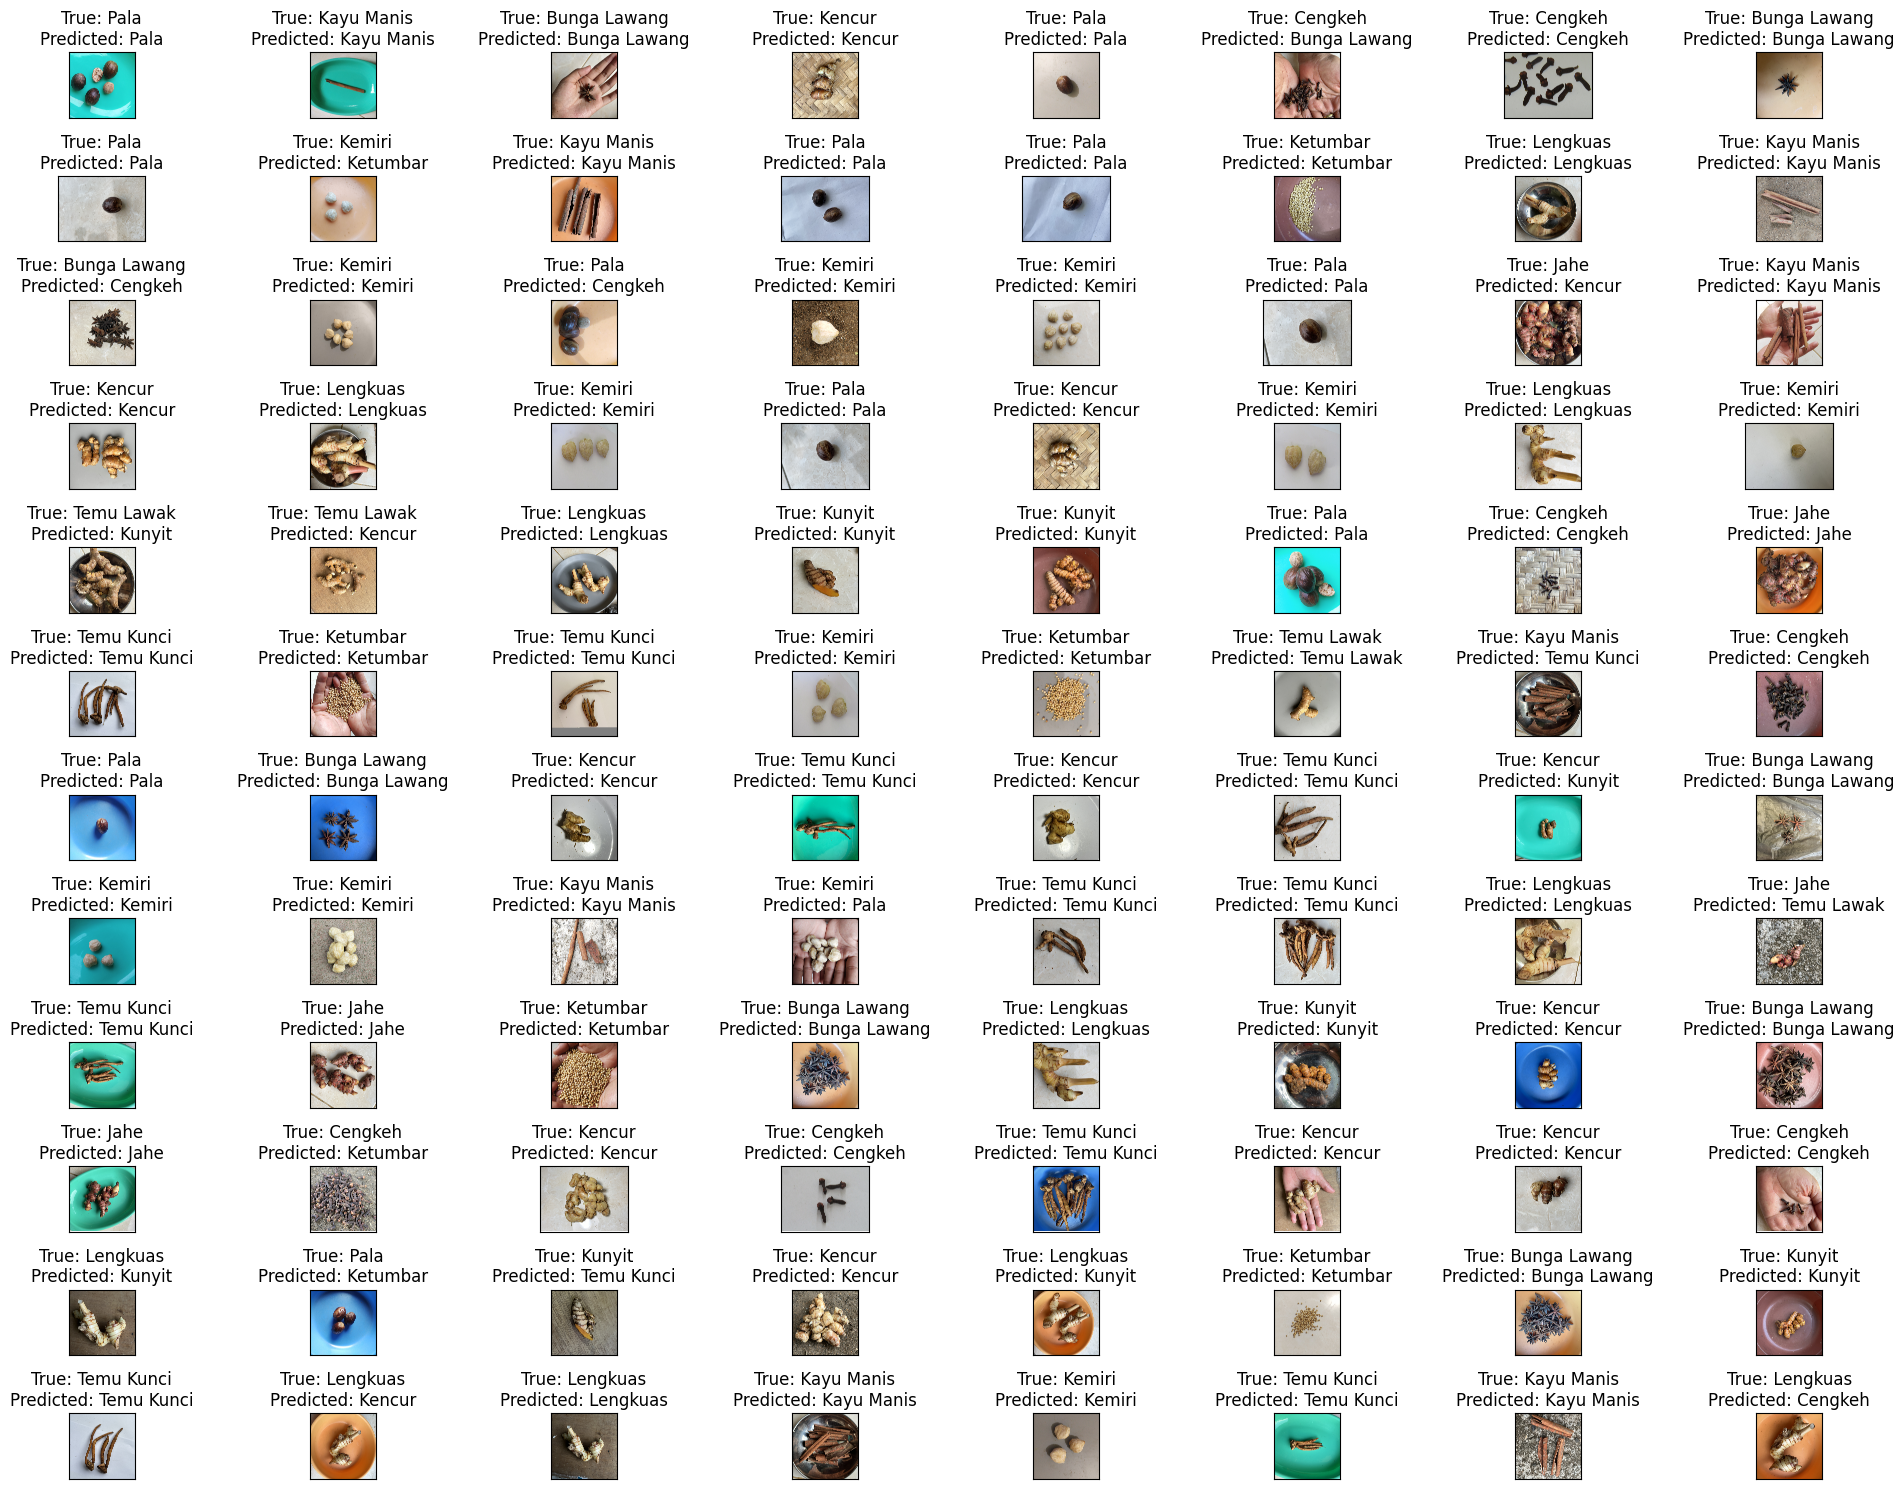 True: Pala
Predicted: Pala
True: Kayu Manis
Predicted: Kayu Manis
True: Bunga Lawang
Predicted: Bunga Lawang
True: Kencur
Predicted: Kencur
True: Pala
Predicted: Pala
True: Cengkeh
Predicted: Bunga Lawang
True: Cengkeh
Predicted: Cengkeh
True: Bunga Lawang
Predicted: Bunga Lawang
True: Pala
Predicted: Pala
True: Kemiri
Predicted: Ketumbar
True: Kayu Manis
Predicted: Kayu Manis
True: Pala
Predicted: Pala
True: Pala
Predicted: Pala
True: Ketumbar
Predicted: Ketumbar
True: Lengkuas
Predicted: Lengkuas
True: Kayu Manis
Predicted: Kayu Manis
True: Bunga Lawang
Predicted: Cengkeh
True: Kemiri
Predicted: Kemiri
True: Pala
Predicted: Cengkeh
True: Kemiri
Predicted: Kemiri
True: Kemiri
Predicted: Kemiri
True: Pala
Predicted: Pala
True: Jahe
Predicted: Kencur
True: Kayu Manis
Predicted: Kayu Manis
True: Kencur
Predicted: Kencur
True: Lengkuas
Predicted: Lengkuas
True: Kemiri
Predicted: Kemiri
True: Pala
Predicted: Pala
True: Kencur
Predicted: Kencur
True: Kemiri
Predicted: Kemiri
True: Lengkuas
Predicted: Lengkuas
True: Kemiri
Predicted: Kemiri
True: Temu Lawak
Predicted: Kunyit
True: Temu Lawak
Predicted: Kencur
True: Lengkuas
Predicted: Lengkuas
True: Kunyit
Predicted: Kunyit
True: Kunyit
Predicted: Kunyit
True: Pala
Predicted: Pala
True: Cengkeh
Predicted: Cengkeh
True: Jahe
Predicted: Jahe
True: Temu Kunci
Predicted: Temu Kunci
True: Ketumbar
Predicted: Ketumbar
True: Temu Kunci
Predicted: Temu Kunci
True: Kemiri
Predicted: Kemiri
True: Ketumbar
Predicted: Ketumbar
True: Temu Lawak
Predicted: Temu Lawak
True: Kayu Manis
Predicted: Temu Kunci
True: Cengkeh
Predicted: Cengkeh
True: Pala
Predicted: Pala
True: Bunga Lawang
Predicted: Bunga Lawang
True: Kencur
Predicted: Kencur
True: Temu Kunci
Predicted: Temu Kunci
True: Kencur
Predicted: Kencur
True: Temu Kunci
Predicted: Temu Kunci
True: Kencur
Predicted: Kunyit
True: Bunga Lawang
Predicted: Bunga Lawang
True: Kemiri
Predicted: Kemiri
True: Kemiri
Predicted: Kemiri
True: Kayu Manis
Predicted: Kayu Manis
True: Kemiri
Predicted: Pala
True: Temu Kunci
Predicted: Temu Kunci
True: Temu Kunci
Predicted: Temu Kunci
True: Lengkuas
Predicted: Lengkuas
True: Jahe
Predicted: Temu Lawak
True: Temu Kunci
Predicted: Temu Kunci
True: Jahe
Predicted: Jahe
True: Ketumbar
Predicted: Ketumbar
True: Bunga Lawang
Predicted: Bunga Lawang
True: Lengkuas
Predicted: Lengkuas
True: Kunyit
Predicted: Kunyit
True: Kencur
Predicted: Kencur
True: Bunga Lawang
Predicted: Bunga Lawang
True: Jahe
Predicted: Jahe
True: Cengkeh
Predicted: Ketumbar
True: Kencur
Predicted: Kencur
True: Cengkeh
Predicted: Cengkeh
True: Temu Kunci
Predicted: Temu Kunci
True: Kencur
Predicted: Kencur
True: Kencur
Predicted: Kencur
True: Cengkeh
Predicted: Cengkeh
True: Lengkuas
Predicted: Kunyit
True: Pala
Predicted: Ketumbar
True: Kunyit
Predicted: Temu Kunci
True: Kencur
Predicted: Kencur
True: Lengkuas
Predicted: Kunyit
True: Ketumbar
Predicted: Ketumbar
True: Bunga Lawang
Predicted: Bunga Lawang
True: Kunyit
Predicted: Kunyit
True: Temu Kunci
Predicted: Temu Kunci
True: Lengkuas
Predicted: Kencur
True: Lengkuas
Predicted: Lengkuas
True: Kayu Manis
Predicted: Kayu Manis
True: Kemiri
Predicted: Kemiri
True: Temu Kunci
Predicted: Temu Kunci
True: Kayu Manis
Predicted: Kayu Manis
True: Lengkuas
Predicted: Cengkeh